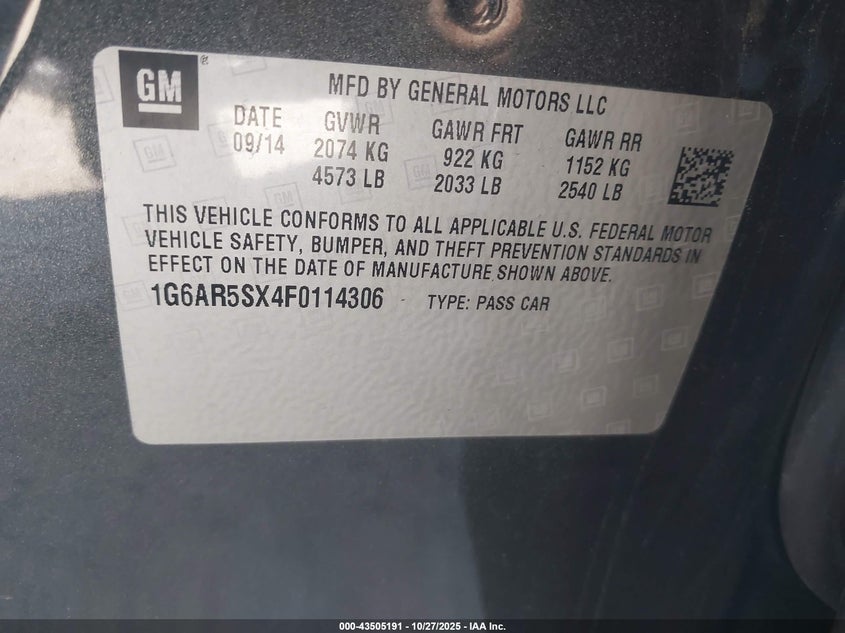 GM
®
MFD BY GENERAL MOTORS LLC
DATE GVWR GAWR FRT GAWR RR
09/14 2074 KG 922 KG 1152 KG
4573 LB 2033 LB 2540 LB
THIS VEHICLE CONFORMS TO ALL APPLICABLE U.S. FEDERAL MOTOR
VEHICLE SAFETY, BUMPER, AND THEFT PREVENTION STANDARDS IN
EFFECT ON THE DATE OF MANUFACTURE SHOWN ABOVE.
1G6AR5SX4F0114306 TYPE: PASS CAR
000-43505191 - 10/27/2025 - IAA Inc.